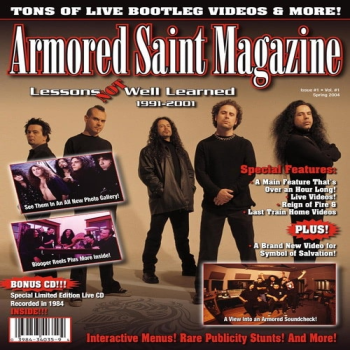 TONS OF LIVE BOOTLEG VIDEOS & MORE!
Armored Saint Magazine
Issue #1 • Vol. #1
Spring 2004
Lessons NOT Well Learned
1991-2001
Special Features:
A Main Feature That's
Over an Hour Long!
Live Videos!
Reign of Fire &
Last Train Home Videos
PLUS!
A Brand New Video for
Symbol of Salvation!
See Them In An All New Photo Gallery!
Blooper Reels Plus More Inside!
BONUS CD!!!
Special Limited Edition Live CD
Recorded in 1984
INSIDE!!!
A View Into an Armored Soundcheck!
3984-34035-9
Interactive Menus! Rare Publicity Stunts! And More!